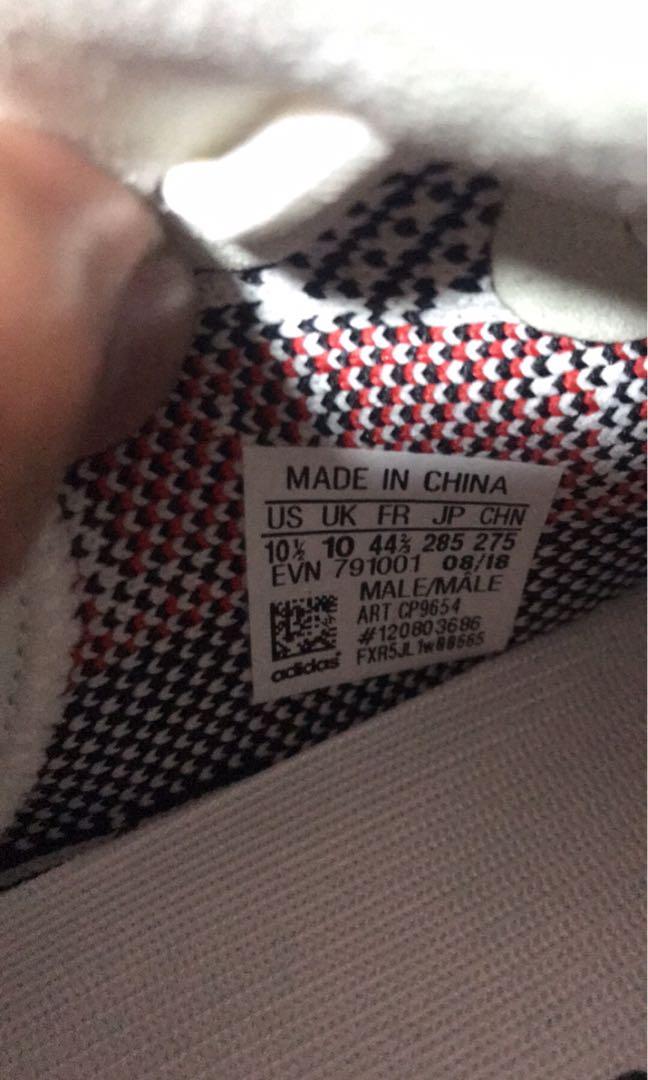 MADE IN CHINA
US UK FR JP CHN
10½ 10 44⅔ 285 275
EVN 791001 08/18
MALE/MÂLE
ART CP9654
#120803686
adidas